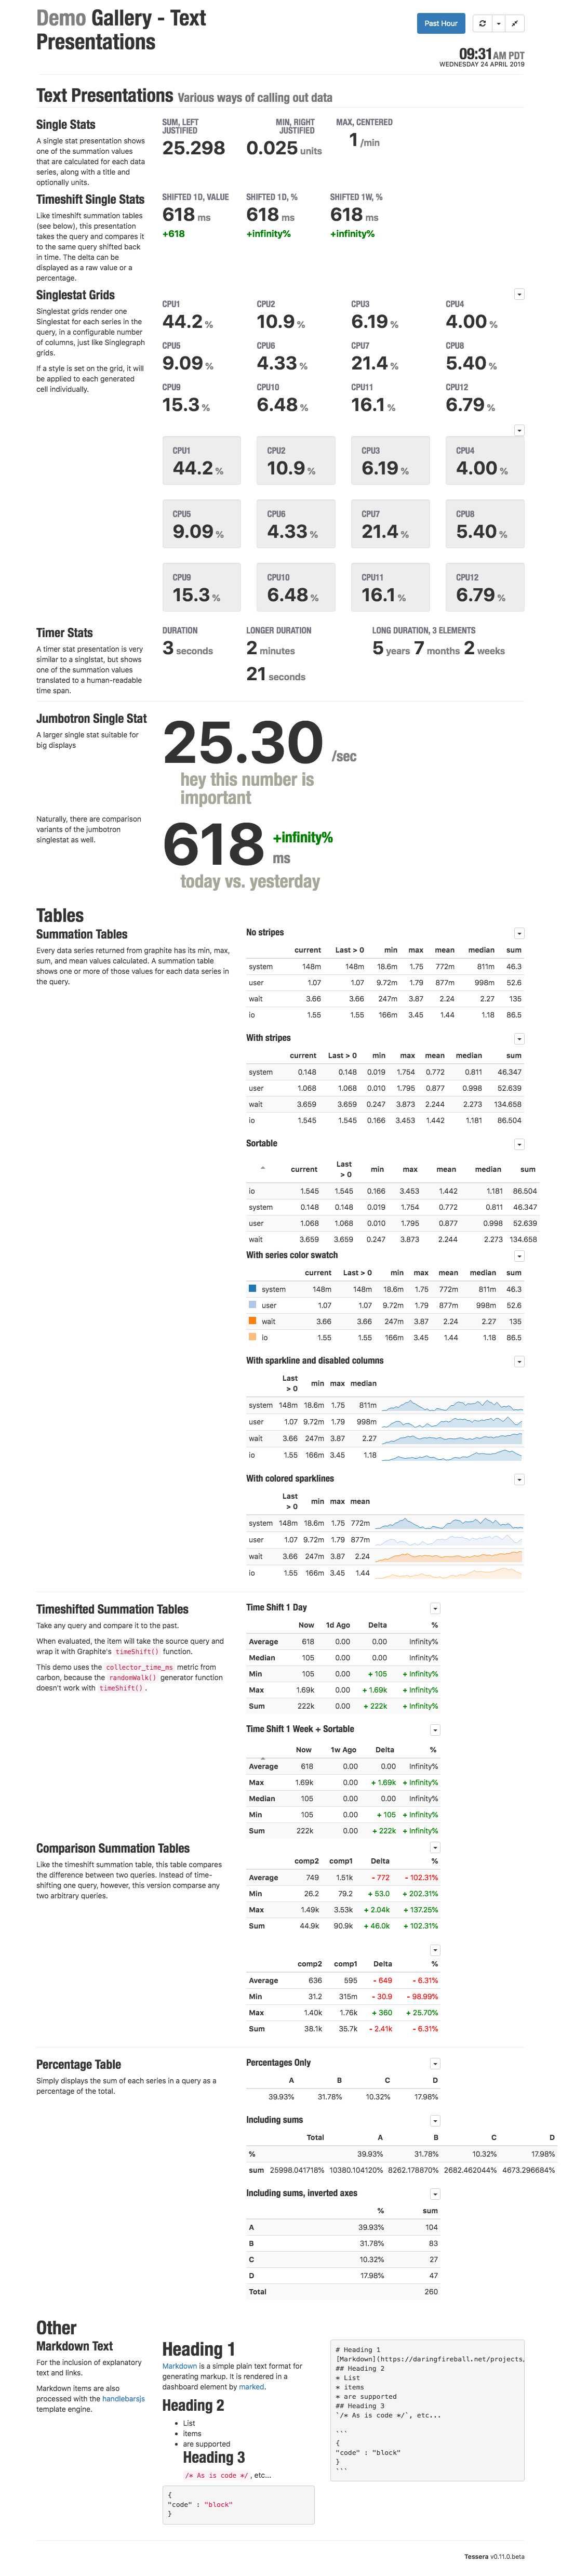 Demo Gallery - Text
Presentations
Past Hour
09:31 AM PDT
WEDNESDAY 24 APRIL 2019
Text Presentations Various ways of calling out data
Single Stats
A single stat presentation shows
one of the summation values
that are calculated for each data
series, along with a title and
optionally units.
SUM, LEFT
JUSTIFIED
25.298
MIN, RIGHT
JUSTIFIED
0.025 units
MAX, CENTERED
1 /min
Timeshift Single Stats
Like timeshift summation tables
(see below), this presentation
takes the query and compares it
to the same query shifted back
in time. The delta can be
displayed as a raw value or a
percentage.
SHIFTED 1D, VALUE
618 ms
+618
SHIFTED 1D, %
618 ms
+infinity%
SHIFTED 1W, %
618 ms
+infinity%
Singlestat Grids
Singlestat grids render one
Singlestat for each series in the
query, in a configurable number
of columns, just like Singlegraph
grids.
If a style is set on the grid, it will
be applied to each generated
cell individually.
CPU1 CPU2 CPU3 CPU4
44.2 % 10.9 % 6.19 % 4.00 %
CPU5 CPU6 CPU7 CPU8
9.09 % 4.33 % 21.4 % 5.40 %
CPU9 CPU10 CPU11 CPU12
15.3 % 6.48 % 16.1 % 6.79 %
CPU1 CPU2 CPU3 CPU4
44.2 % 10.9 % 6.19 % 4.00 %
CPU5 CPU6 CPU7 CPU8
9.09 % 4.33 % 21.4 % 5.40 %
CPU9 CPU10 CPU11 CPU12
15.3 % 6.48 % 16.1 % 6.79 %
Timer Stats
A timer stat presentation is very
similar to a singlstat, but shows
one of the summation values
translated to a human-readable
time span.
DURATION
3 seconds
LONGER DURATION
2 minutes
21 seconds
LONG DURATION, 3 ELEMENTS
5 years 7 months 2 weeks
Jumbotron Single Stat
A larger single stat suitable for
big displays
25.30 /sec
hey this number is
important
Naturally, there are comparison
variants of the jumbotron
singlestat as well.
618 +infinity%
ms
today vs. yesterday
Tables
Summation Tables
Every data series returned from graphite has its min, max,
sum, and mean values calculated. A summation table
shows one or more of those values for each data series in
the query.
No stripes
current Last > 0 min max mean median sum
system 148m 148m 18.6m 1.75 772m 811m 46.3
user 1.07 1.07 9.72m 1.79 877m 998m 52.6
wait 3.66 3.66 247m 3.87 2.24 2.27 135
io 1.55 1.55 166m 3.45 1.44 1.18 86.5
With stripes
current Last > 0 min max mean median sum
system 0.148 0.148 0.019 1.754 0.772 0.811 46.347
user 1.068 1.068 0.010 1.795 0.877 0.998 52.639
wait 3.659 3.659 0.247 3.873 2.244 2.273 134.658
io 1.545 1.545 0.166 3.453 1.442 1.181 86.504
Sortable
current Last
> 0 min max mean median sum
io 1.545 1.545 0.166 3.453 1.442 1.181 86.504
system 0.148 0.148 0.019 1.754 0.772 0.811 46.347
user 1.068 1.068 0.010 1.795 0.877 0.998 52.639
wait 3.659 3.659 0.247 3.873 2.244 2.273 134.658
With series color swatch
current Last > 0 min max mean median sum
system 148m 148m 18.6m 1.75 772m 811m 46.3
user 1.07 1.07 9.72m 1.79 877m 998m 52.6
wait 3.66 3.66 247m 3.87 2.24 2.27 135
io 1.55 1.55 166m 3.45 1.44 1.18 86.5
With sparkline and disabled columns
Last
> 0 min max median
system 148m 18.6m 1.75 811m
user 1.07 9.72m 1.79 998m
wait 3.66 247m 3.87 2.27
io 1.55 166m 3.45 1.18
With colored sparklines
Last
> 0 min max mean
system 148m 18.6m 1.75 772m
user 1.07 9.72m 1.79 877m
wait 3.66 247m 3.87 2.24
io 1.55 166m 3.45 1.44
Timeshifted Summation Tables
Take any query and compare it to the past.
When evaluated, the item will take the source query and
wrap it with Graphite's timeShift() function.
This demo uses the collector_time_ms metric from
carbon, because the randomWalk() generator function
doesn't work with timeShift() .
Time Shift 1 Day
Now 1d Ago Delta %
Average 618 0.00 0.00 Infinity%
Median 105 0.00 0.00 Infinity%
Min 105 0.00 + 105 + Infinity%
Max 1.69k 0.00 + 1.69k + Infinity%
Sum 222k 0.00 + 222k + Infinity%
Time Shift 1 Week + Sortable
Now 1w Ago Delta %
Average 618 0.00 0.00 Infinity%
Max 1.69k 0.00 + 1.69k + Infinity%
Median 105 0.00 0.00 Infinity%
Min 105 0.00 + 105 + Infinity%
Sum 222k 0.00 + 222k + Infinity%
Comparison Summation Tables
Like the timeshift summation table, this table compares
the difference between two queries. Instead of time-
shifting one query, however, this version comparse any
two arbitrary queries.
comp2 comp1 Delta %
Average 749 1.51k - 772 - 102.31%
Min 26.2 79.2 + 53.0 + 202.31%
Max 1.49k 3.53k + 2.04k + 137.25%
Sum 44.9k 90.9k + 46.0k + 102.31%
comp2 comp1 Delta %
Average 636 595 - 649 - 6.31%
Min 31.2 315m - 30.9 - 98.99%
Max 1.40k 1.76k + 360 + 25.70%
Sum 38.1k 35.7k - 2.41k - 6.31%
Percentage Table
Simply displays the sum of each series in a query as a
percentage of the total.
Percentages Only
A B C D
39.93% 31.78% 10.32% 17.98%
Including sums
Total A B C D
% 39.93% 31.78% 10.32% 17.98%
sum 25998.041718% 10380.104120% 8262.178870% 2682.462044% 4673.296684%
Including sums, inverted axes
% sum
A 39.93% 104
B 31.78% 83
C 10.32% 27
D 17.98% 47
Total 260
Other
Markdown Text
For the inclusion of explanatory
text and links.
Markdown items are also
processed with the handlebarsjs
template engine.
Heading 1
Markdown is a simple plain text format for
generating markup. It is rendered in a
dashboard element by marked.
Heading 2
• List
• items
• are supported
Heading 3
/* As is code */ , etc...
{
"code" : "block"
}
# Heading 1
[Markdown](https://daringfireball.net/projects.
## Heading 2
* List
* items
* are supported
## Heading 3
`/* As is code */`, etc...
```
{
"code" : "block"
}
```
Tessera v0.11.0.beta